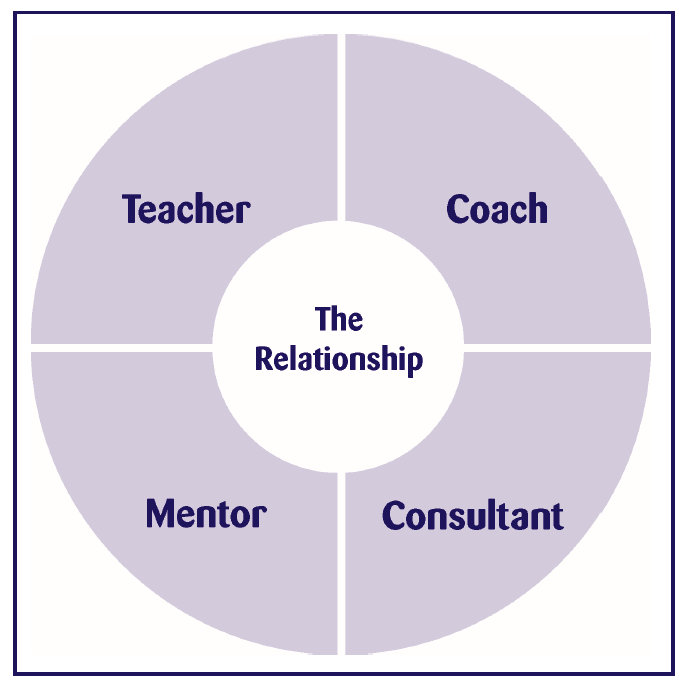 Teacher
Coach
The
Relationship
Mentor
Consultant